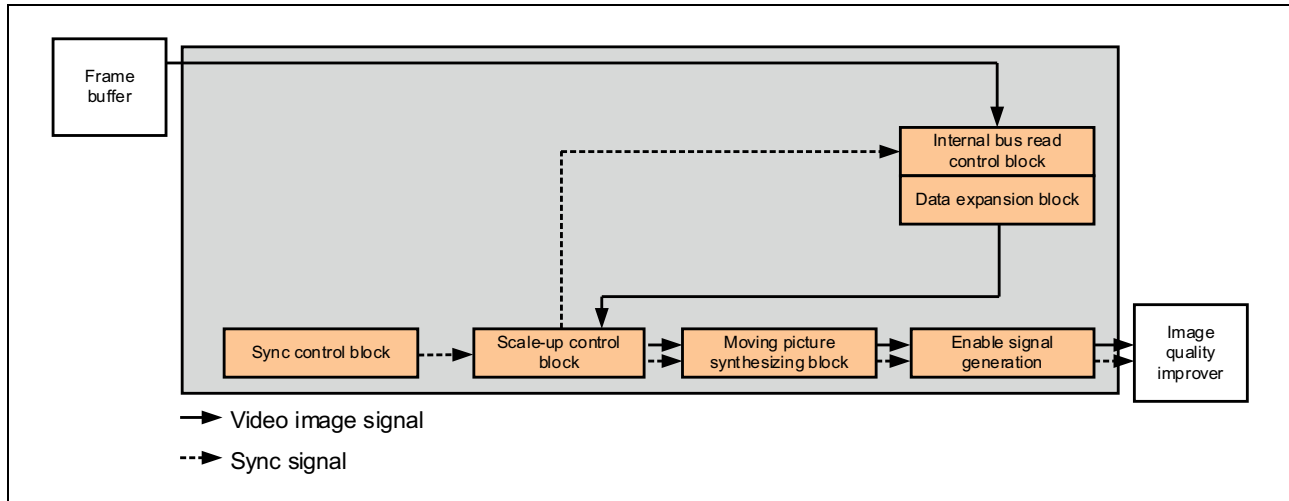 Frame
buffer
Internal bus read
control block
Data expansion block
Sync control block
Scale-up control
block
Moving picture
synthesizing block
Enable signal
generation
Image
quality
improver
Video image signal
Sync signal